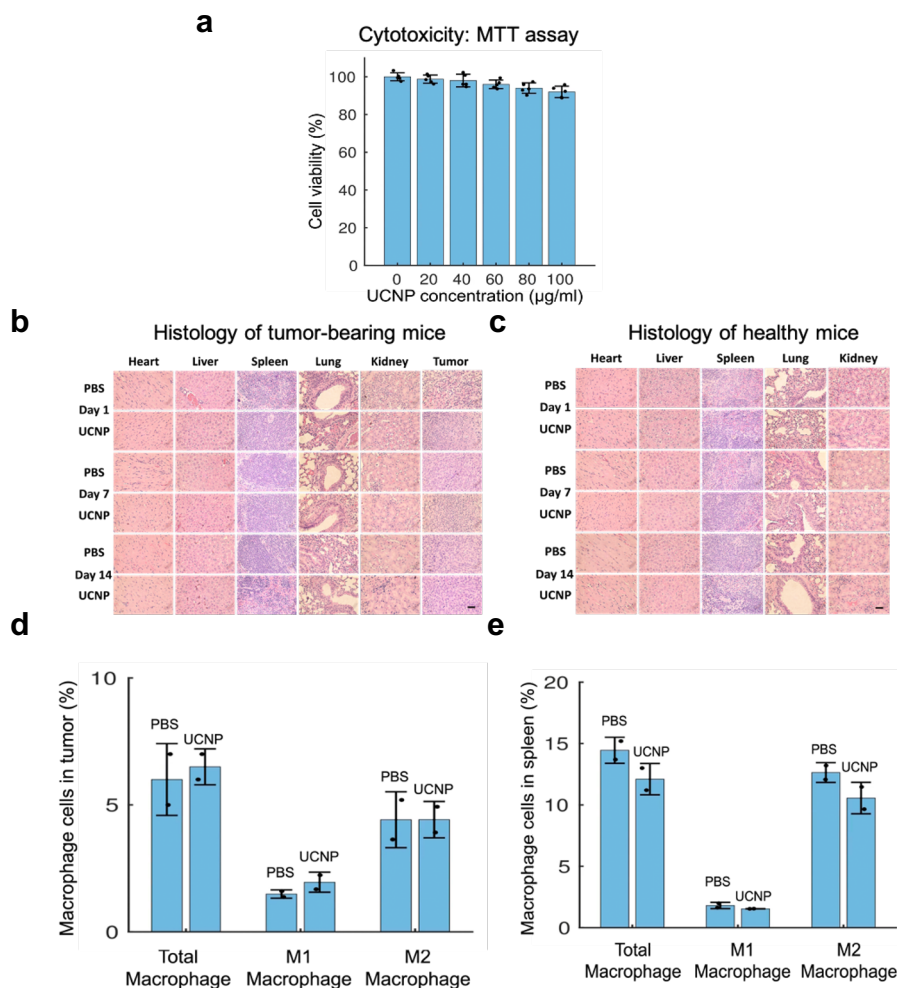 a
Cytotoxicity: MTT assay
Cell viability (%)
100
80
60
40
20
0
0 20 40 60 80 100
UCNP concentration (µg/ml)
b
Histology of tumor-bearing mice
Heart Liver Spleen Lung Kidney Tumor
PBS
Day 1
UCNP
PBS
Day 7
UCNP
PBS
Day 14
UCNP
c
Histology of healthy mice
Heart Liver Spleen Lung Kidney
PBS
Day 1
UCNP
PBS
Day 7
UCNP
PBS
Day 14
UCNP
d
Macrophage cells in tumor (%)
10
5
0
PBS UCNP
PBS UCNP
PBS UCNP
Total M1 M2
Macrophage Macrophage Macrophage
e
Macrophage cells in spleen (%)
20
15
10
5
0
PBS UCNP
PBS UCNP
PBS UCNP
Total M1 M2
Macrophage Macrophage Macrophage